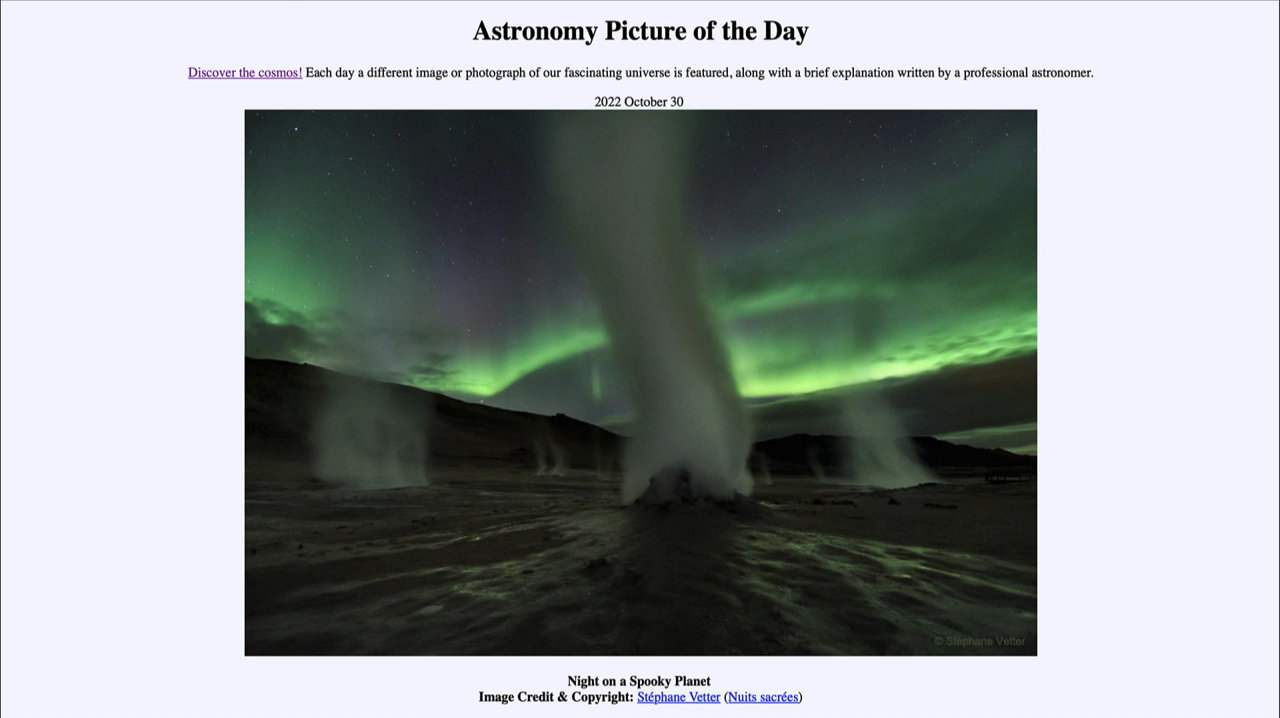 Astronomy Picture of the Day
Discover the cosmos! Each day a different image or photograph of our fascinating universe is featured, along with a brief explanation written by a professional astronomer.
2022 October 30
© Stéphane Vetter
Night on a Spooky Planet
Image Credit & Copyright: Stéphane Vetter (Nuits sacrées)